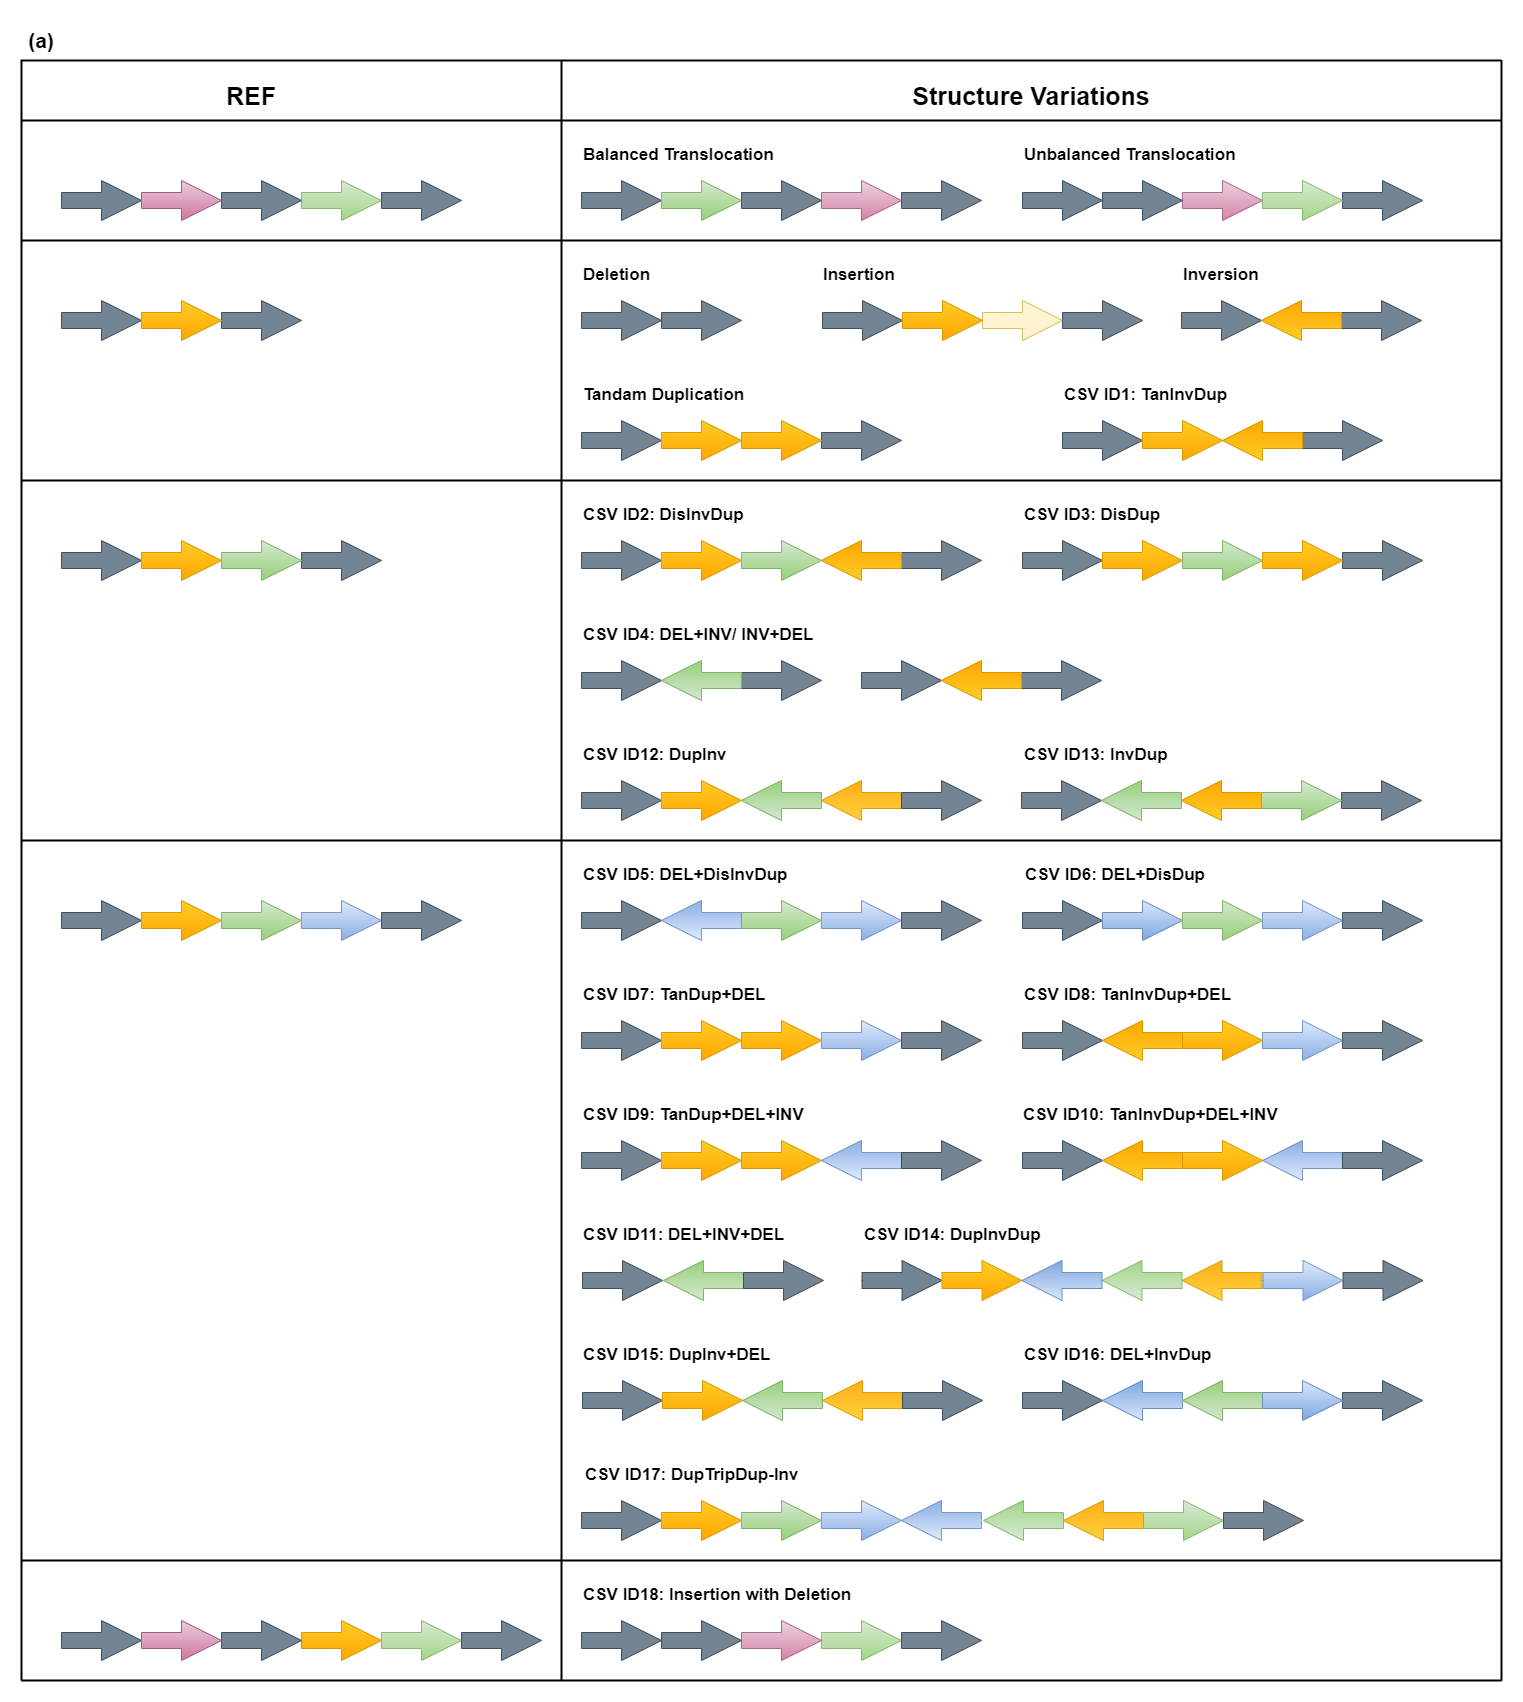 (a)
REF
Structure Variations
Balanced Translocation
Unbalanced Translocation
Deletion
Insertion
Inversion
Tandam Duplication
CSV ID1: TanInvDup
CSV ID2: DisInvDup
CSV ID3: DisDup
CSV ID4: DEL+INV/ INV+DEL
CSV ID12: DupInv
CSV ID13: InvDup
CSV ID5: DEL+DisInvDup
CSV ID6: DEL+DisDup
CSV ID7: TanDup+DEL
CSV ID8: TanInvDup+DEL
CSV ID9: TanDup+DEL+INV
CSV ID10: TanInvDup+DEL+INV
CSV ID11: DEL+INV+DEL
CSV ID14: DupInvDup
CSV ID15: DupInv+DEL
CSV ID16: DEL+InvDup
CSV ID17: DupTripDup-Inv
CSV ID18: Insertion with Deletion